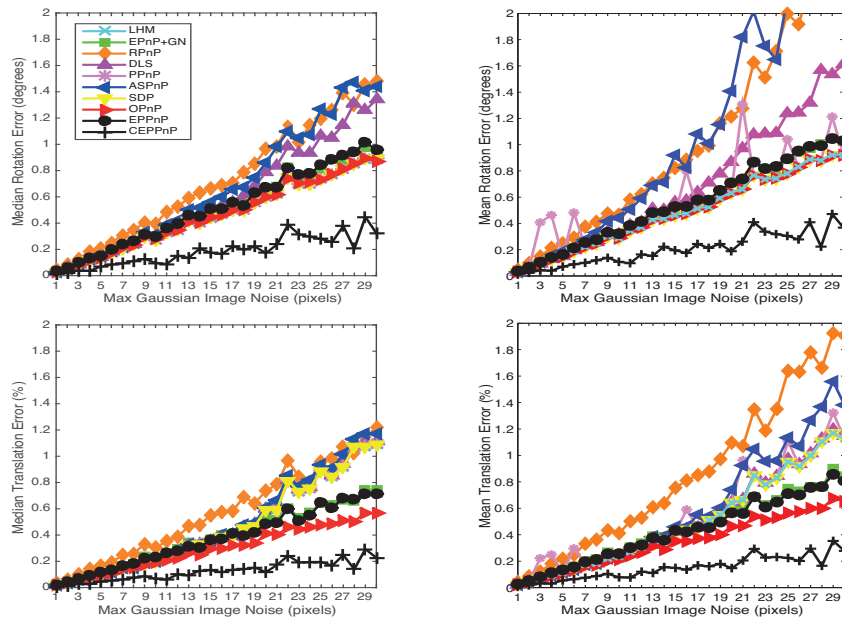 2
1.8
1.6
1.4
1.2
1
0.8
0.6
0.4
0.2
0
Median Rotation Error (degrees)
LHM
EPnP+GN
RPnP
DLS
PPnP
ASPnP
SDP
OPnP
EPPnP
CEPPnP
1 3 5 7 9 11 13 15 17 19 21 23 25 27 29
Max Gaussian Image Noise (pixels)
2
1.8
1.6
1.4
1.2
1
0.8
0.6
0.4
0.2
0
Mean Rotation Error (degrees)
1 3 5 7 9 11 13 15 17 19 21 23 25 27 29
Max Gaussian Image Noise (pixels)
2
1.8
1.6
1.4
1.2
1
0.8
0.6
0.4
0.2
0
Median Translation Error (%)
1 3 5 7 9 11 13 15 17 19 21 23 25 27 29
Max Gaussian Image Noise (pixels)
2
1.8
1.6
1.4
1.2
1
0.8
0.6
0.4
0.2
0
Mean Translation Error (%)
1 3 5 7 9 11 13 15 17 19 21 23 25 27 29
Max Gaussian Image Noise (pixels)